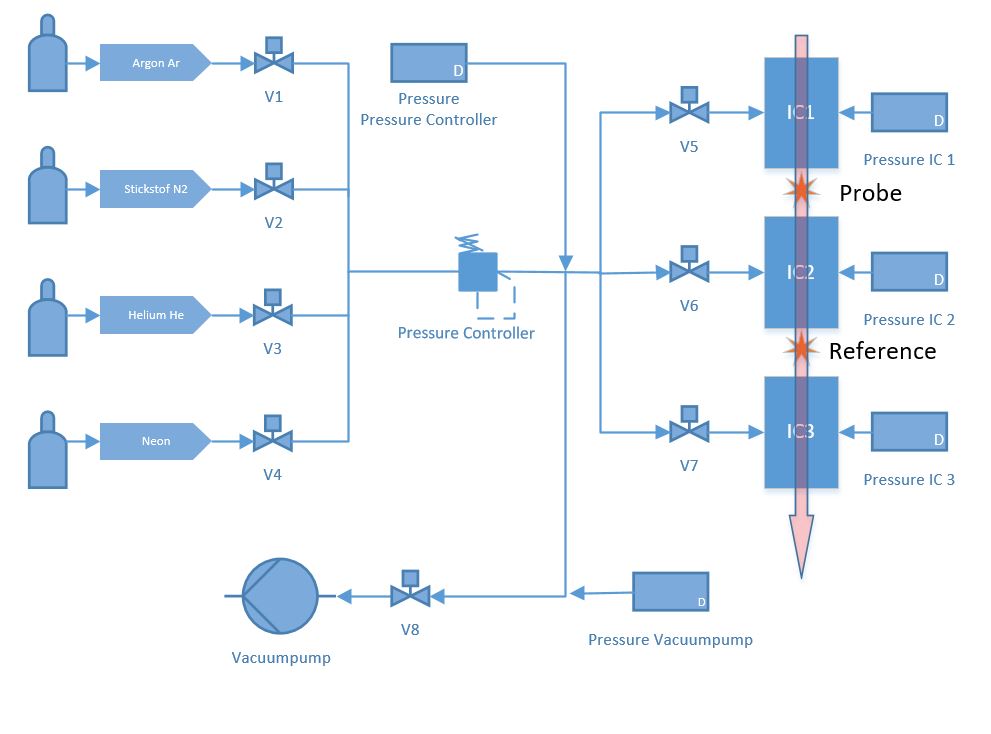 Argon Ar
V1
D
Pressure
Pressure Controller
V5
IC1
D
Pressure IC 1
Probe
Stickstof N2
V2
Helium He
V3
Pressure Controller
V6
IC2
D
Pressure IC 2
Reference
Neon
V4
V7
IC3
D
Pressure IC 3
Vacuumpump
V8
D
Pressure Vacuumpump